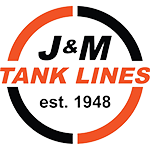 J&M
TANK LINES
est. 1948